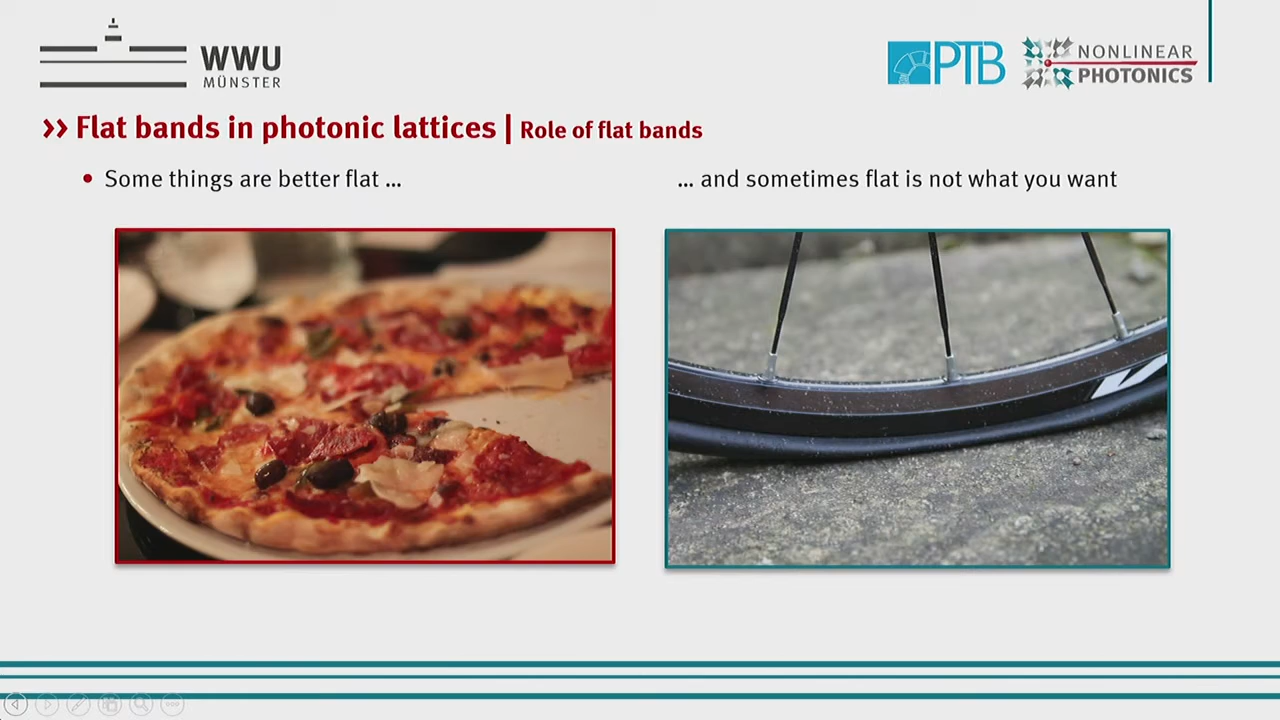 WWU
MÜNSTER
PTB
NONLINEAR
PHOTONICS
›› Flat bands in photonic lattices | Role of flat bands
• Some things are better flat ...
... and sometimes flat is not what you want